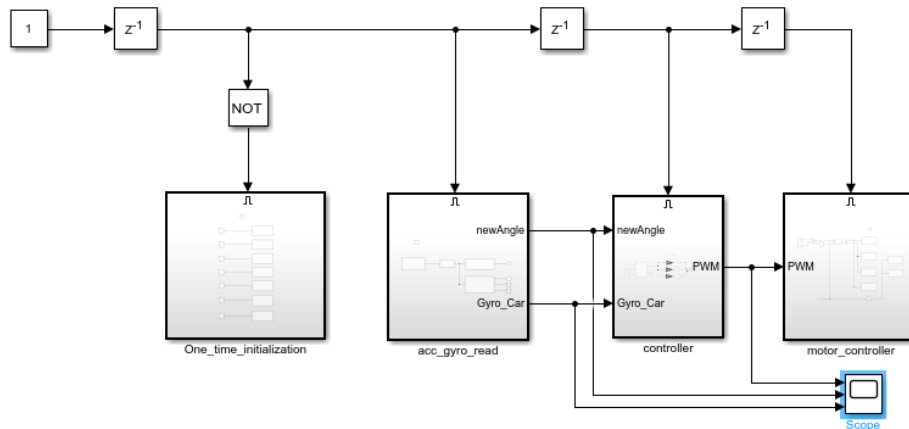 1
z-1
z-1
z-1
NOT
newAngle
newAngle
PWM
PWM
Gyro_Car
Gyro_Car
One_time_initialization
acc_gyro_read
controller
motor_controller
Scope